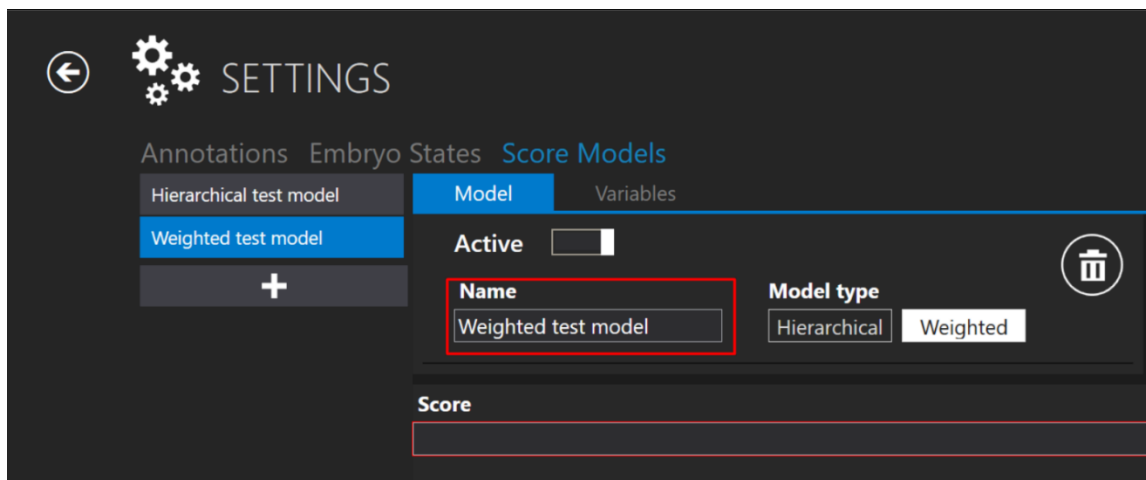 SETTINGS
Annotations Embryo States Score Models
Hierarchical test model
Weighted test model
Model Variables
Active
Name
Weighted test model
Model type
Hierarchical Weighted
Score